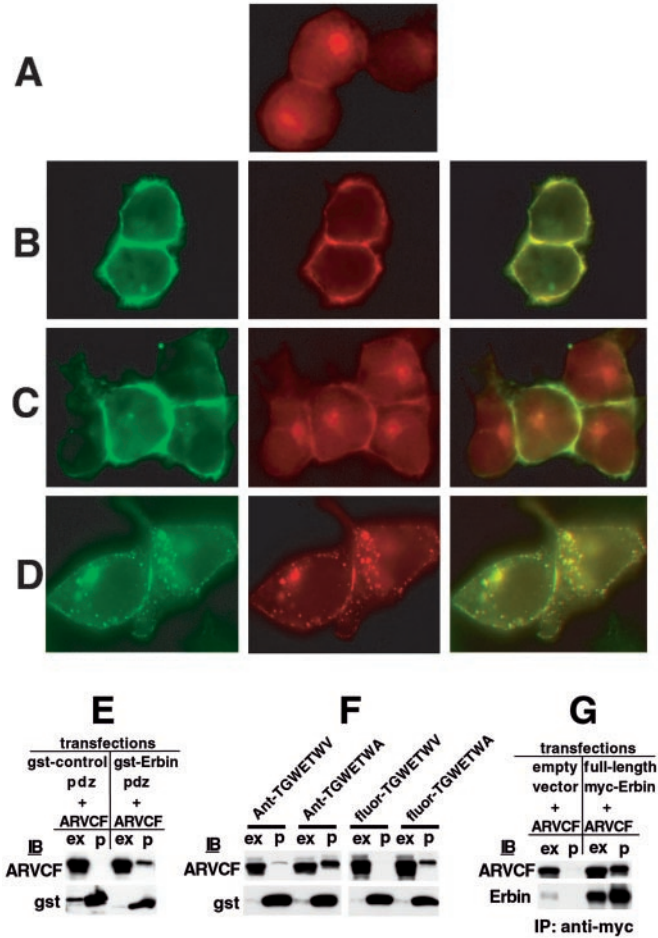 A
B
C
D
E
transfections
gst-control gst-Erbin
pdz pdz
+ +
ARVCF ARVCF
IB ex p ex p
ARVCF
gst
F
Ant-TGWETWV
Ant-TGWETWA
fluor-TGWETWV
fluor-TGWETWA
IB ex p ex p ex p ex p
ARVCF
gst
G
transfections
empty full-length
vector myc-Erbin
+ +
ARVCF ARVCF
IB ex p ex p
ARVCF
Erbin
IP: anti-myc